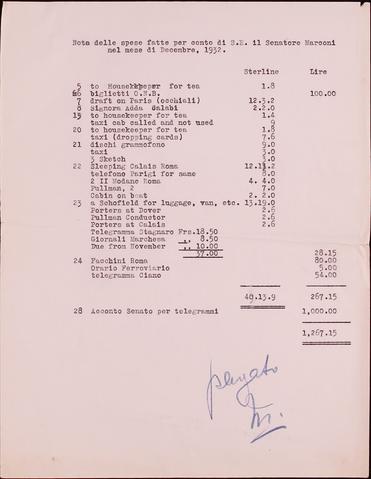 Nota delle spese fatte per conto di S.E. il Senatore Marconi
nel mese di Decembre, 1932.
Sterline Lire
5 to Housekeeper for tea 1.8
6 biglietti O.N.B. 100.00
7 draft on Paris (occhiali) 12.3.2
8 Signora Adda Galabi 2.2.0
15 to housekeeper for tea 1.4
taxi cab called and not used 9
20 to housekeeper for tea 1.8
taxi (dropping cards) 7.6
21 dischi grammofono 9.0
taxi 3.0
3 Sketch 3.0
22 Sleeping Calais Roma 12.13.2
telefono Parigi for same 8.0
2 II Modane Roma 4. 4.0
Pullman, 2 7.0
Cabin on boat 2. 2.0
23 a Schofield for luggage, van, etc. 13.19.0
Porters at Dover 2.6
Pullman Conductor 2.6
Porters at Calais 2.6
Telegramma Stagnaro Frs.18.50
Giornali Marchesa ,, 8.50
Due from November ,, 10.00
37.00 28.15
24 Facchini Roma 80.00
Orario Ferroviario 5.00
telegramma Ciano 54.00
48.13.9 267.15
28 Acconto Senato per telegrammi 1,000.00
1,267.15
pagato